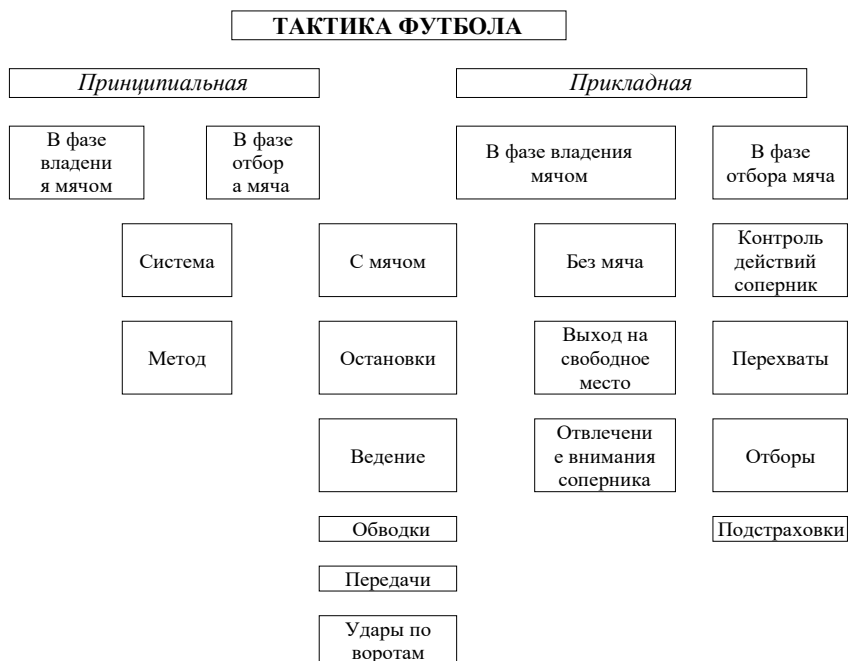 ТАКТИКА ФУТБОЛА
Принципиальная
Прикладная
В фазе
владени
я мячом
В фазе
отбор
а мяча
В фазе владения
мячом
В фазе
отбора мяча
Система
С мячом
Без мяча
Контроль
действий
соперник
Метод
Остановки
Выход на
свободное
место
Перехваты
Ведение
Отвлечени
е внимания
соперника
Отборы
Обводки
Подстраховки
Передачи
Удары по
воротам